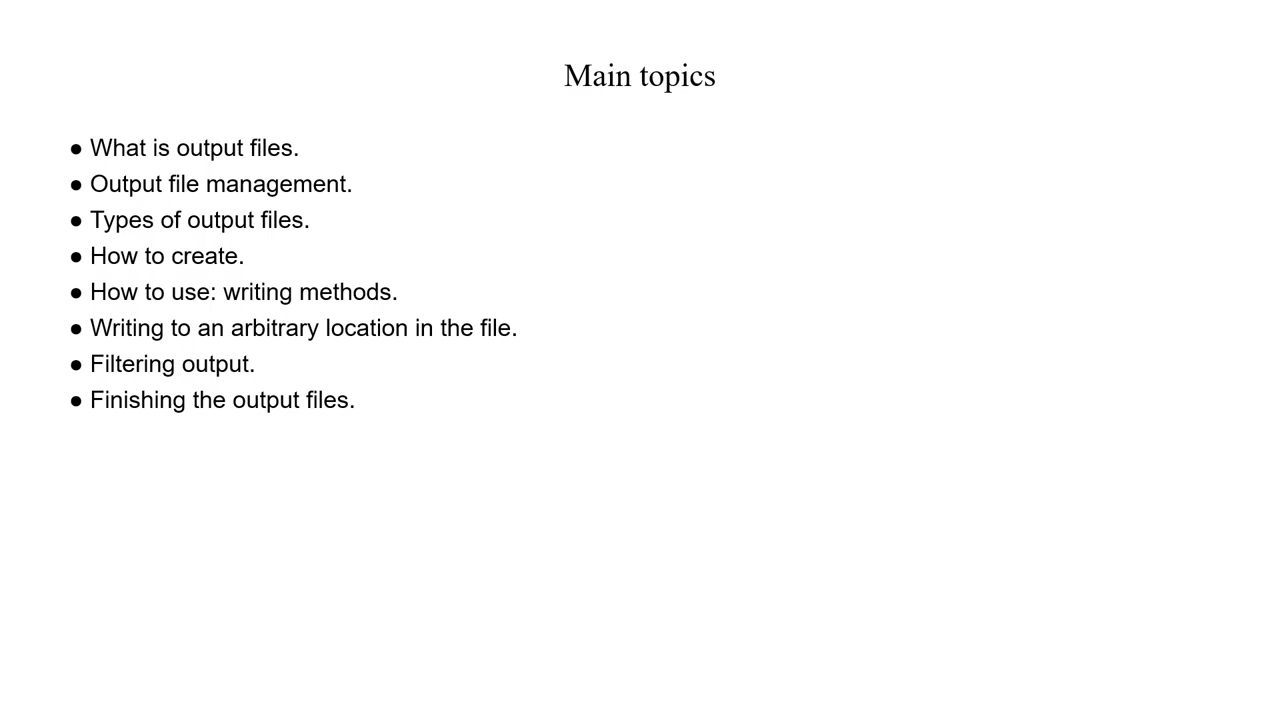 Main topics
● What is output files.
● Output file management.
● Types of output files.
● How to create.
● How to use: writing methods.
● Writing to an arbitrary location in the file.
● Filtering output.
● Finishing the output files.